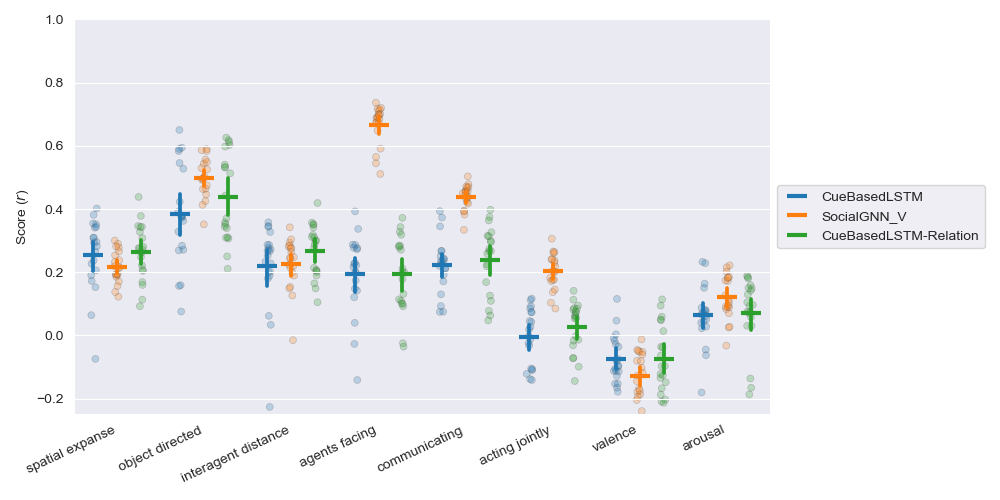 1.0
0.8
0.6
0.4
0.2
0.0
−0.2
Score (r)
spatial expanse
object directed
interagent distance
agents facing
communicating
acting jointly
valence
arousal
CueBasedLSTM
SocialGNN_V
CueBasedLSTM-Relation